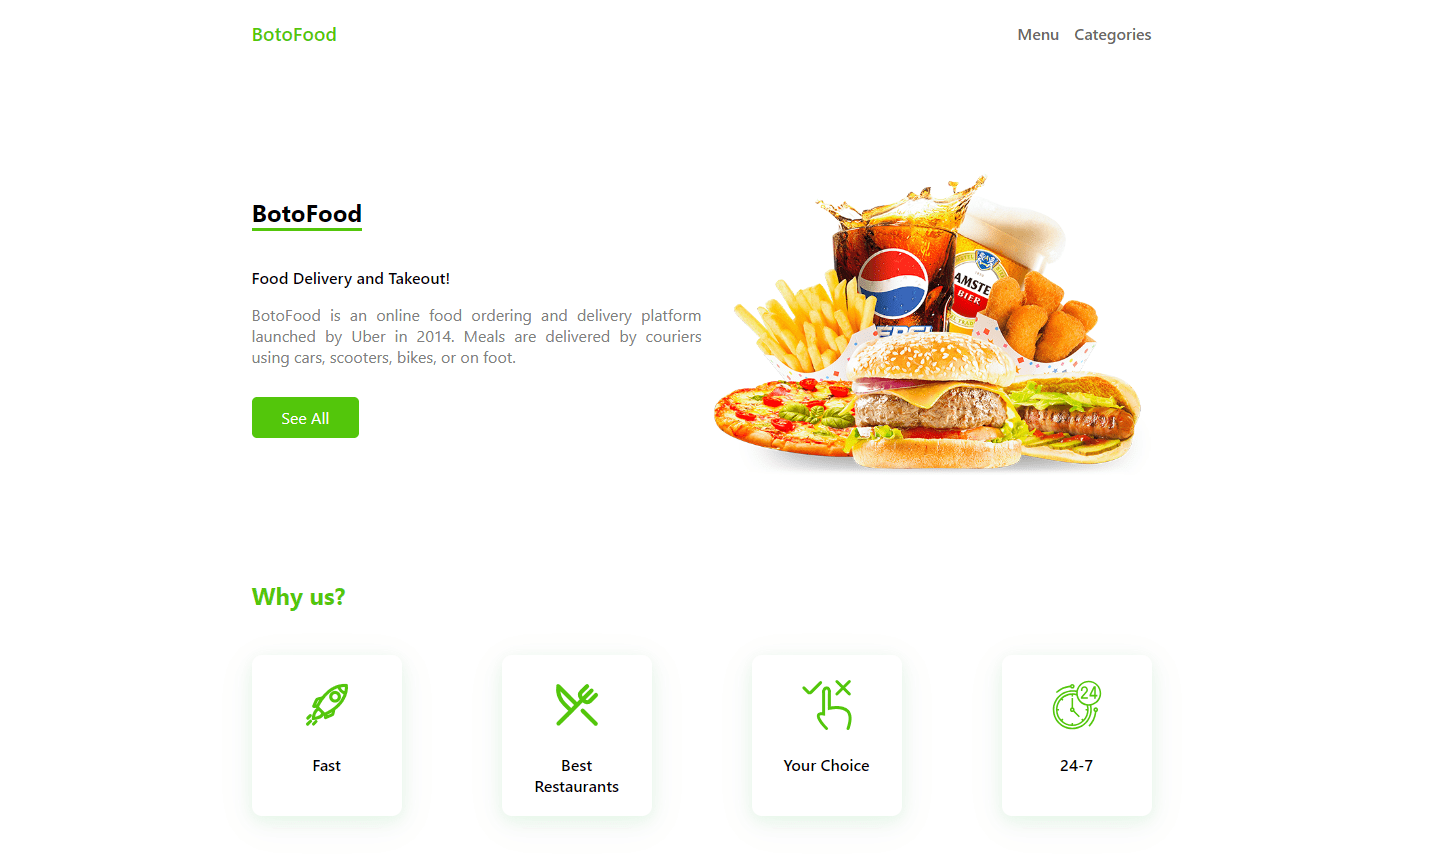 BotoFood
Menu Categories
BotoFood
Food Delivery and Takeout!
BotoFood is an online food ordering and delivery platform
launched by Uber in 2014. Meals are delivered by couriers
using cars, scooters, bikes, or on foot.
See All
AMSTE
BIER
Why us?
24
Fast
Best
Restaurants
Your Choice
24-7